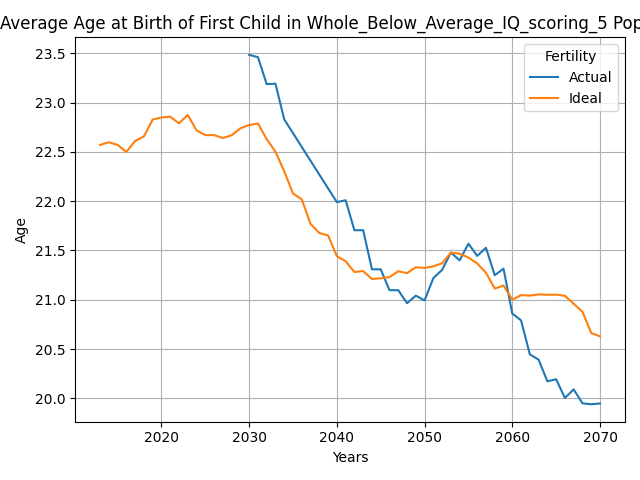 Average Age at Birth of First Child in Whole_Below_Average_IQ_scoring_5 Pop
Fertility
Actual
Ideal
23.5
23.0
22.5
22.0
21.5
21.0
20.5
20.0
Age
2020 2030 2040 2050 2060 2070
Years